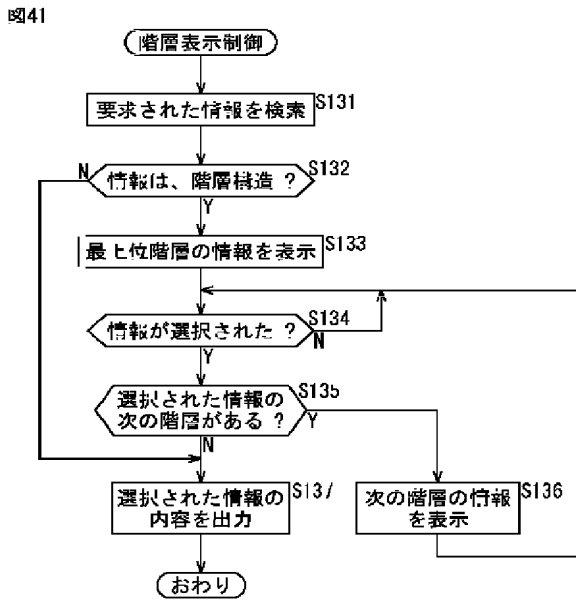 図41
階層表示制御
要求された情報を検索
S131
情報は、階層構造 ?
S132
N
Y
最上位階層の情報を表示
S133
情報が選択された ?
S134
N
Y
選択された情報の
次の階層がある ?
S135
Y
N
選択された情報の
内容を出力
S137
次の階層の情報
を表示
S136
おわり